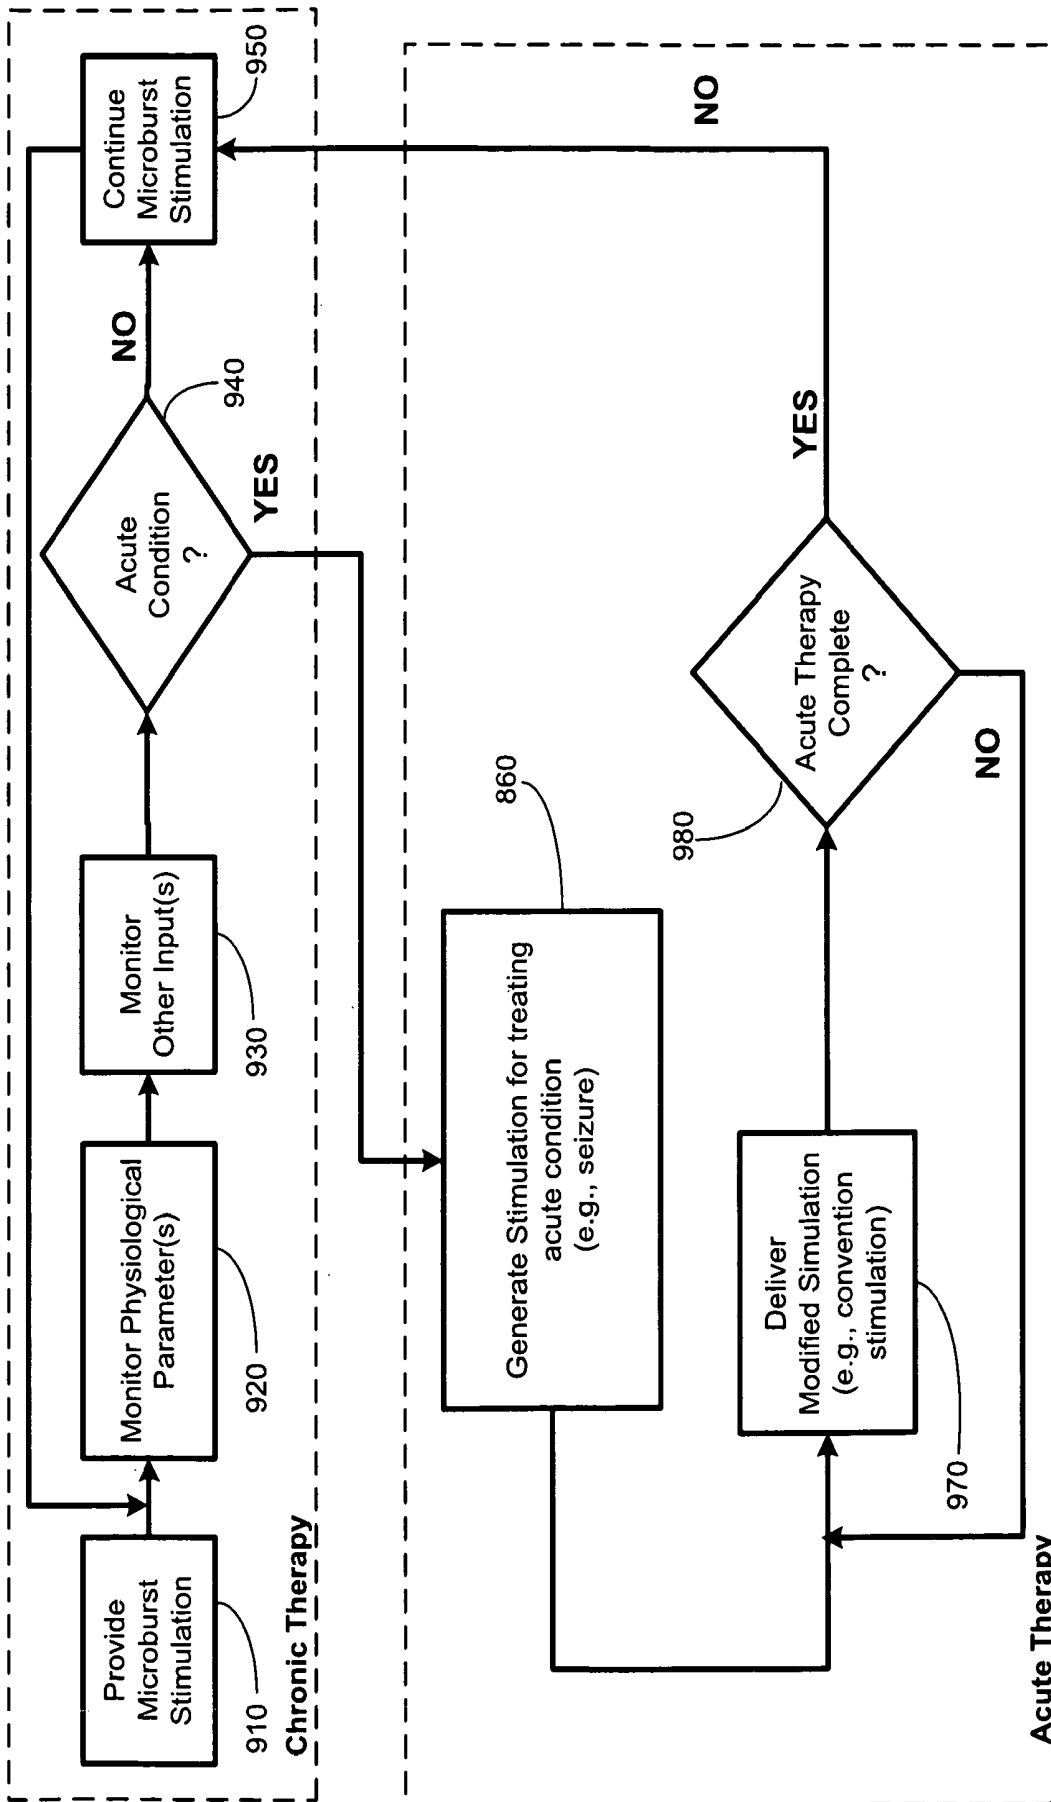 Provide
Microburst
Stimulation
910
Monitor Physiological
Parameter(s)
920
Monitor
Other Input(s)
930
Acute
Condition
?
940
NO
YES
Continue
Microburst
Stimulation
950
Chronic Therapy
Generate Stimulation for treating
acute condition
(e.g., seizure)
860
Deliver
Modified Simulation
(e.g., convention
stimulation)
970
Acute Therapy
Complete
?
980
YES
NO
NO
Acute Therapy